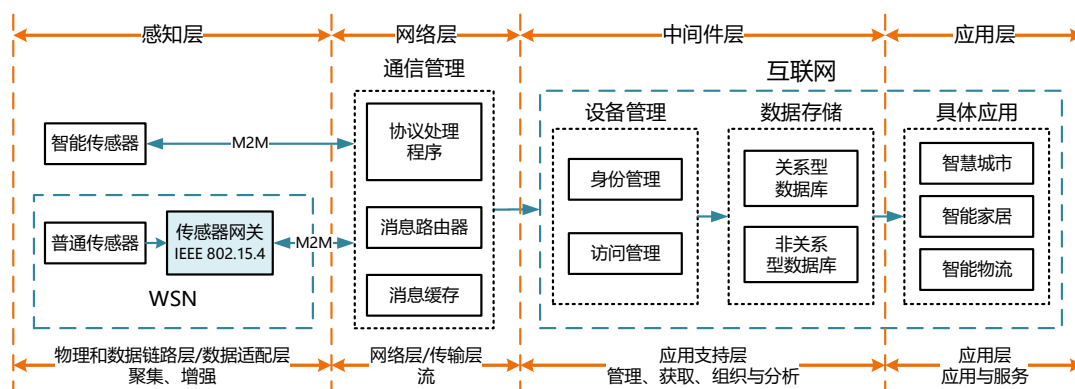 感知层
网络层
中间件层
应用层
通信管理
互联网
设备管理
数据存储
具体应用
智能传感器
M2M
协议处理
程序
身份管理
关系型
数据库
智慧城市
普通传感器
传感器网关
IEEE 802.15.4
M2M
消息路由器
访问管理
非关系
型数据库
智能家居
智能物流
WSN
消息缓存
物理和数据链路层/数据适配层
聚集、增强
网络层/传输层
流
应用支持层
管理、获取、组织与分析
应用层
应用与服务